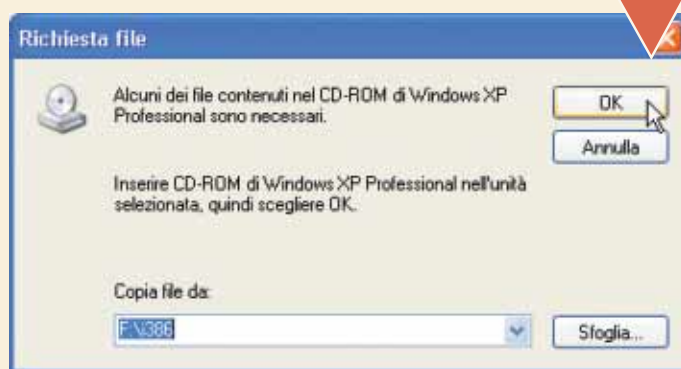 Richiesta file
Alcuni dei file contenuti nel CD-ROM di Windows XP
Professional sono necessari.
OK
Annulla
Inserire CD-ROM di Windows XP Professional nell'unità
selezionata, quindi scegliere OK.
Copia file da:
F:\i386
Sfoglia...